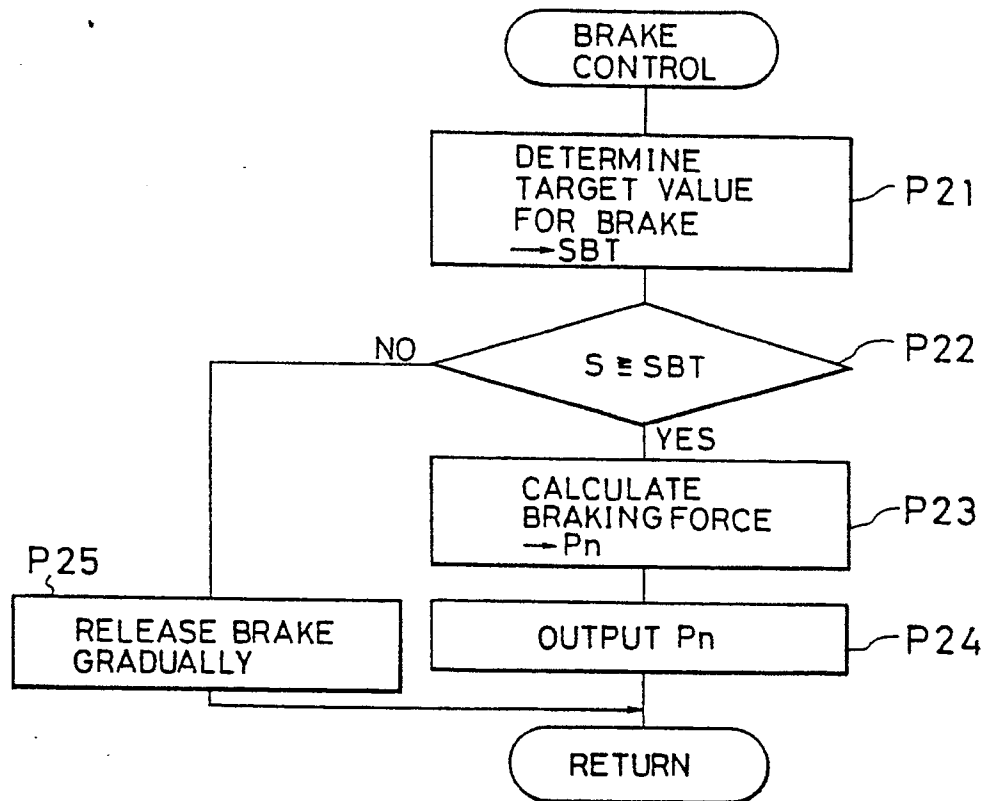 BRAKE
CONTROL
DETERMINE
TARGET VALUE
FOR BRAKE
→SBT
P21
NO
S ≧ SBT
P22
YES
CALCULATE
BRAKING FORCE
→Pn
P23
P25
RELEASE BRAKE
GRADUALLY
OUTPUT Pn
P24
RETURN